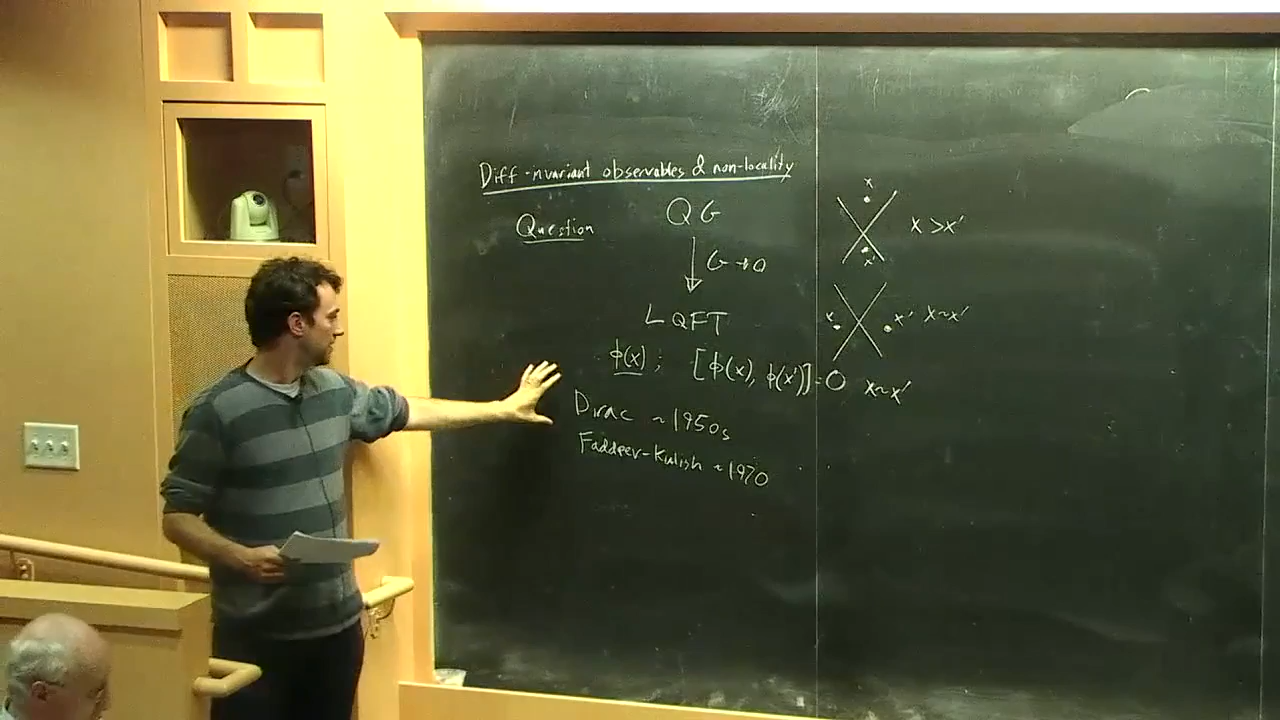 Diff-invariant observables & non-locality
Question
QG
G→0
LQFT
ϕ(x) ; [ϕ(x), ϕ(x')] = 0 x~x'
Dirac ~1950s
Faddeev-Kulish ~1970
x
x'
x > x'
x x' x~x'